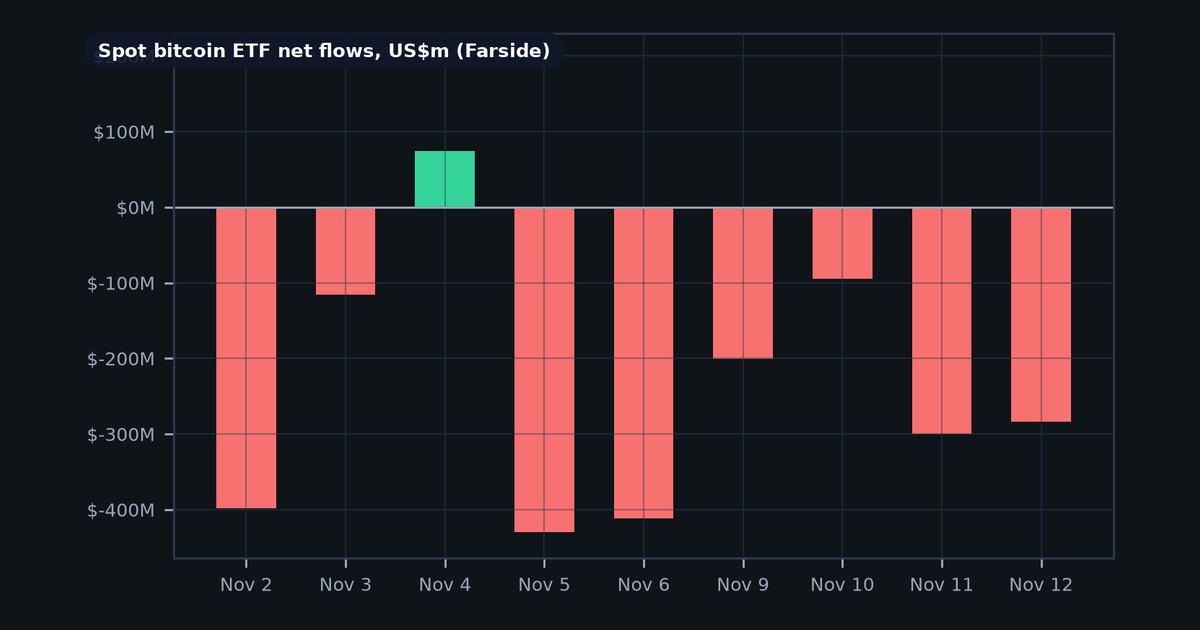 Spot bitcoin ETF net flows, US$m (Farside)
$200M
$100M
$0M
$-100M
$-200M
$-300M
$-400M
Nov 2 Nov 3 Nov 4 Nov 5 Nov 6 Nov 9 Nov 10 Nov 11 Nov 12